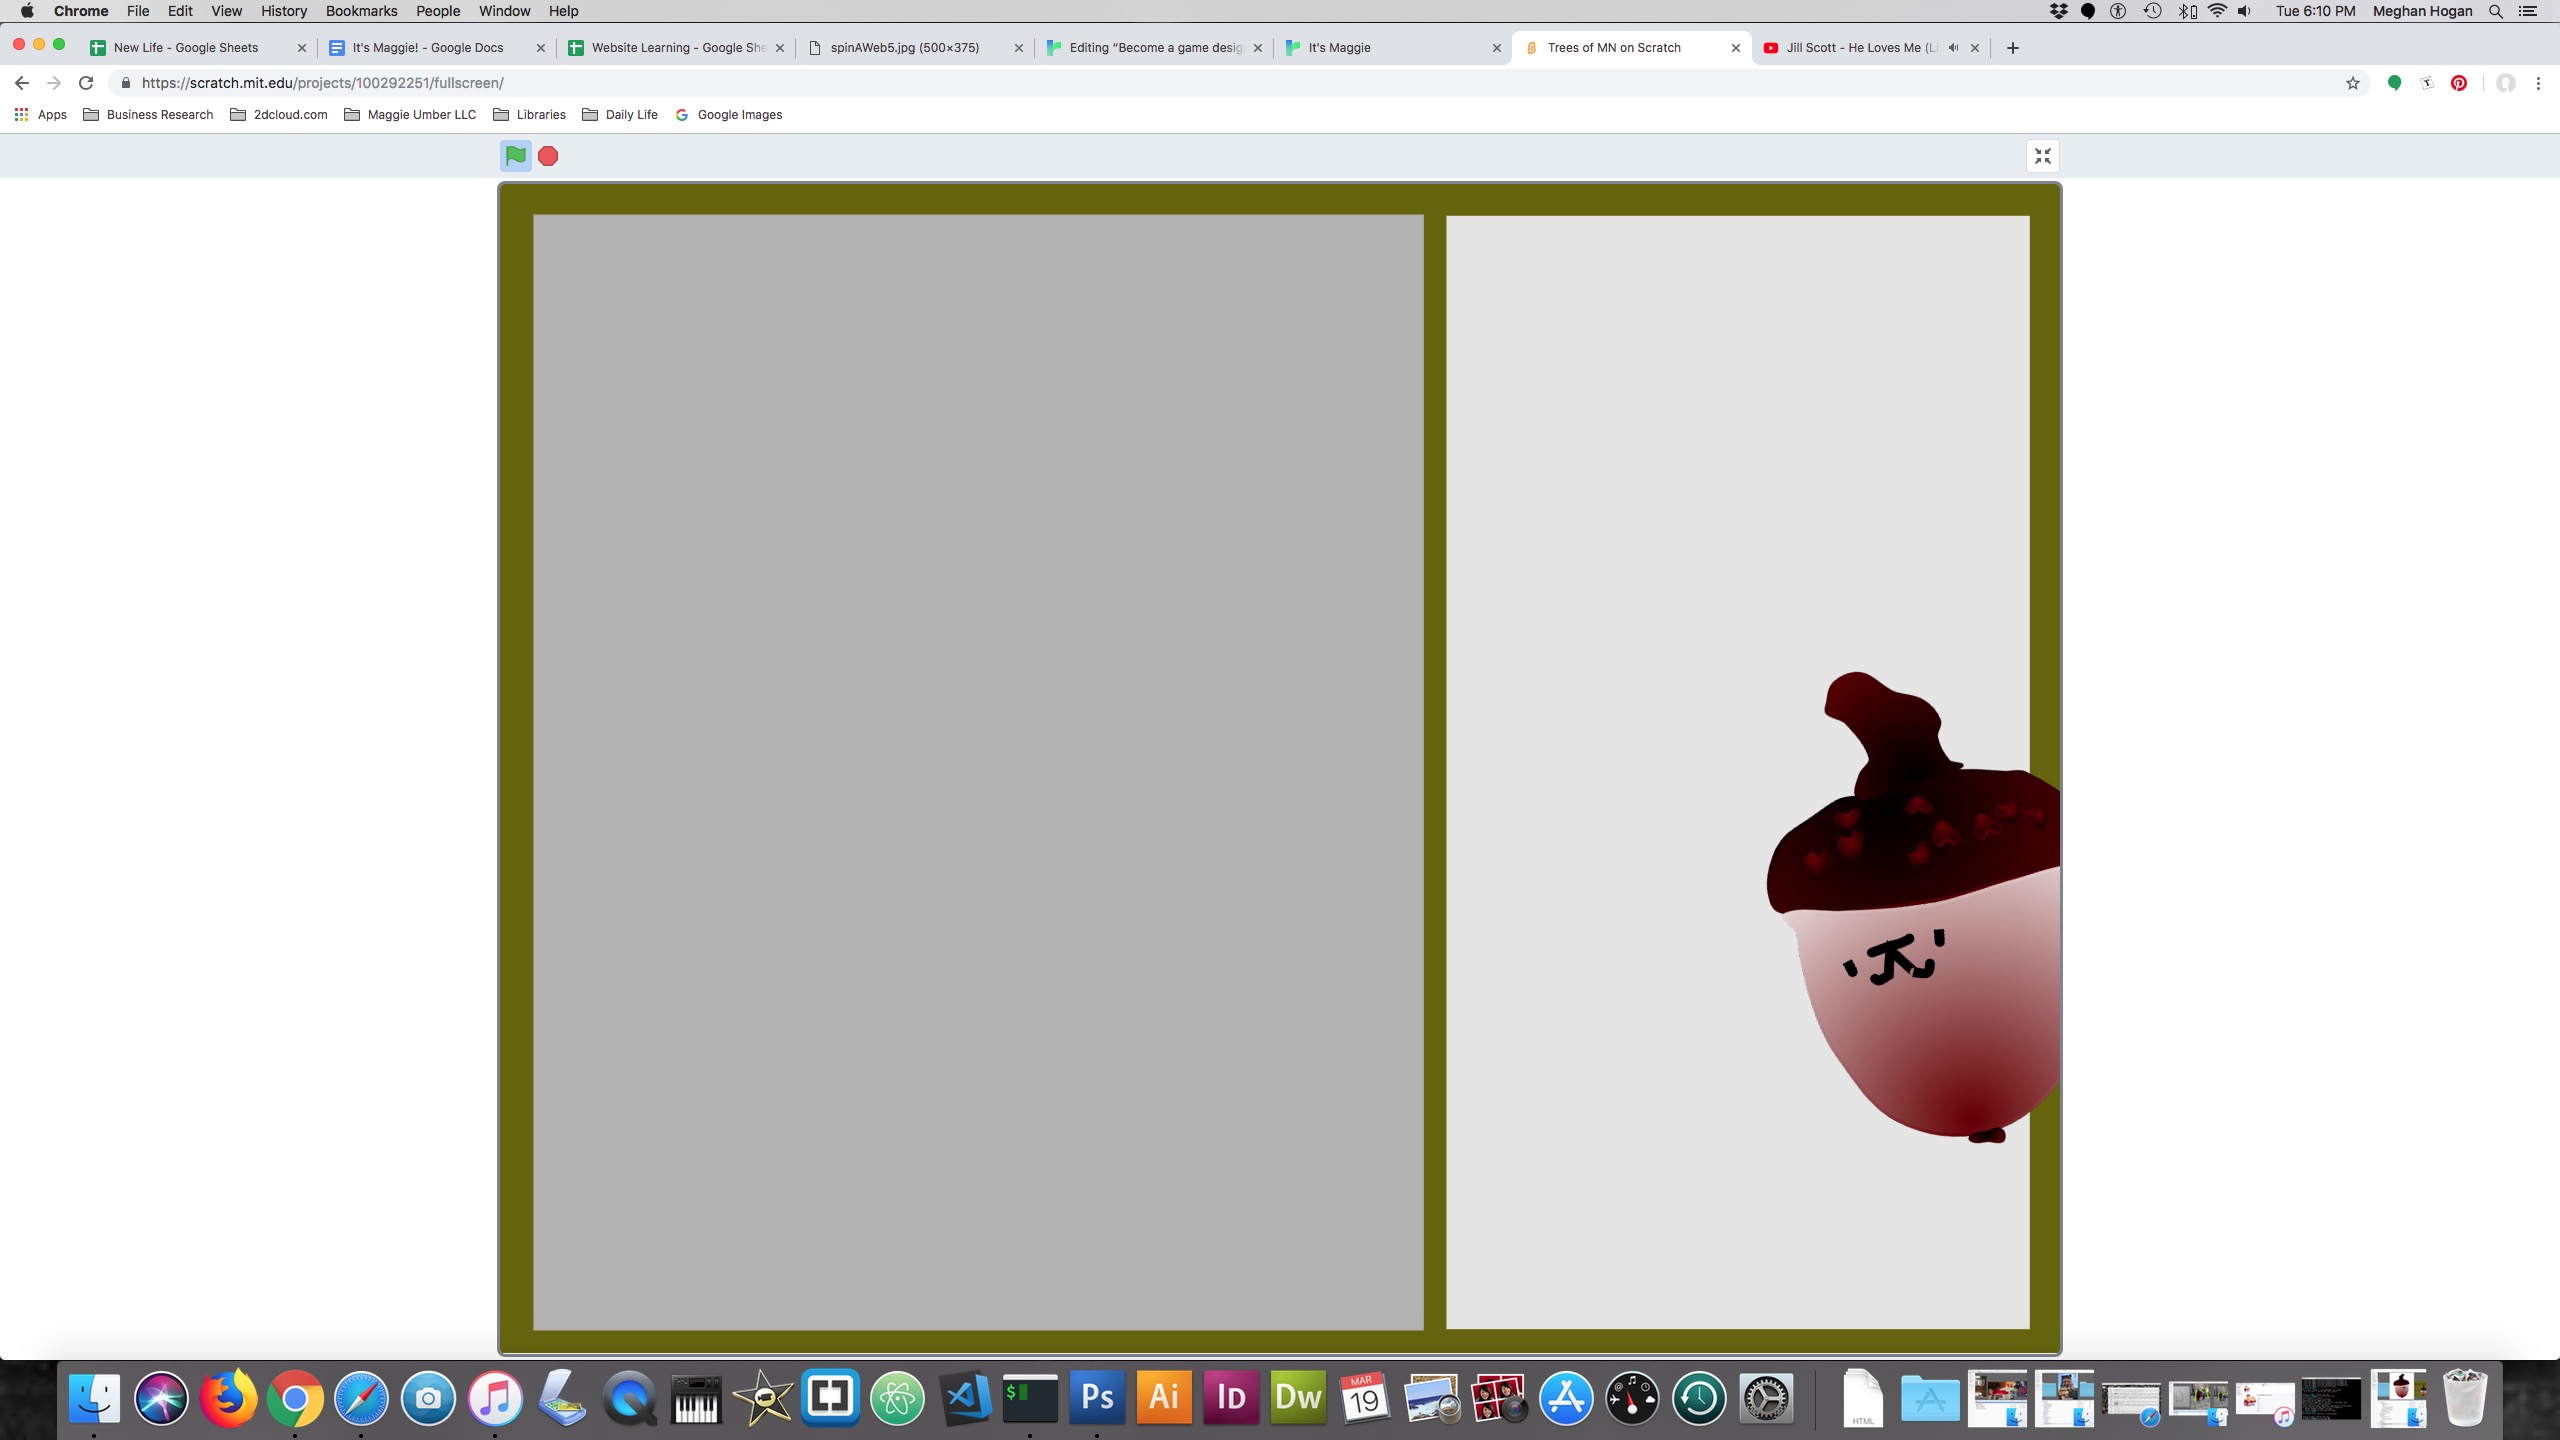 Chrome File Edit View History Bookmarks People Window Help Tue 6:10 PM Meghan Hogan
New Life - Google Sheets It's Maggie! - Google Docs Website Learning - Google She spinAWeb5.jpg (500×375) Editing “Become a game desig It's Maggie Trees of MN on Scratch Jill Scott - He Loves Me (Li
https://scratch.mit.edu/projects/100292251/fullscreen/
Apps Business Research 2dcloud.com Maggie Umber LLC Libraries Daily Life Google Images
$ Ps Ai Id Dw MAR 19 HTML